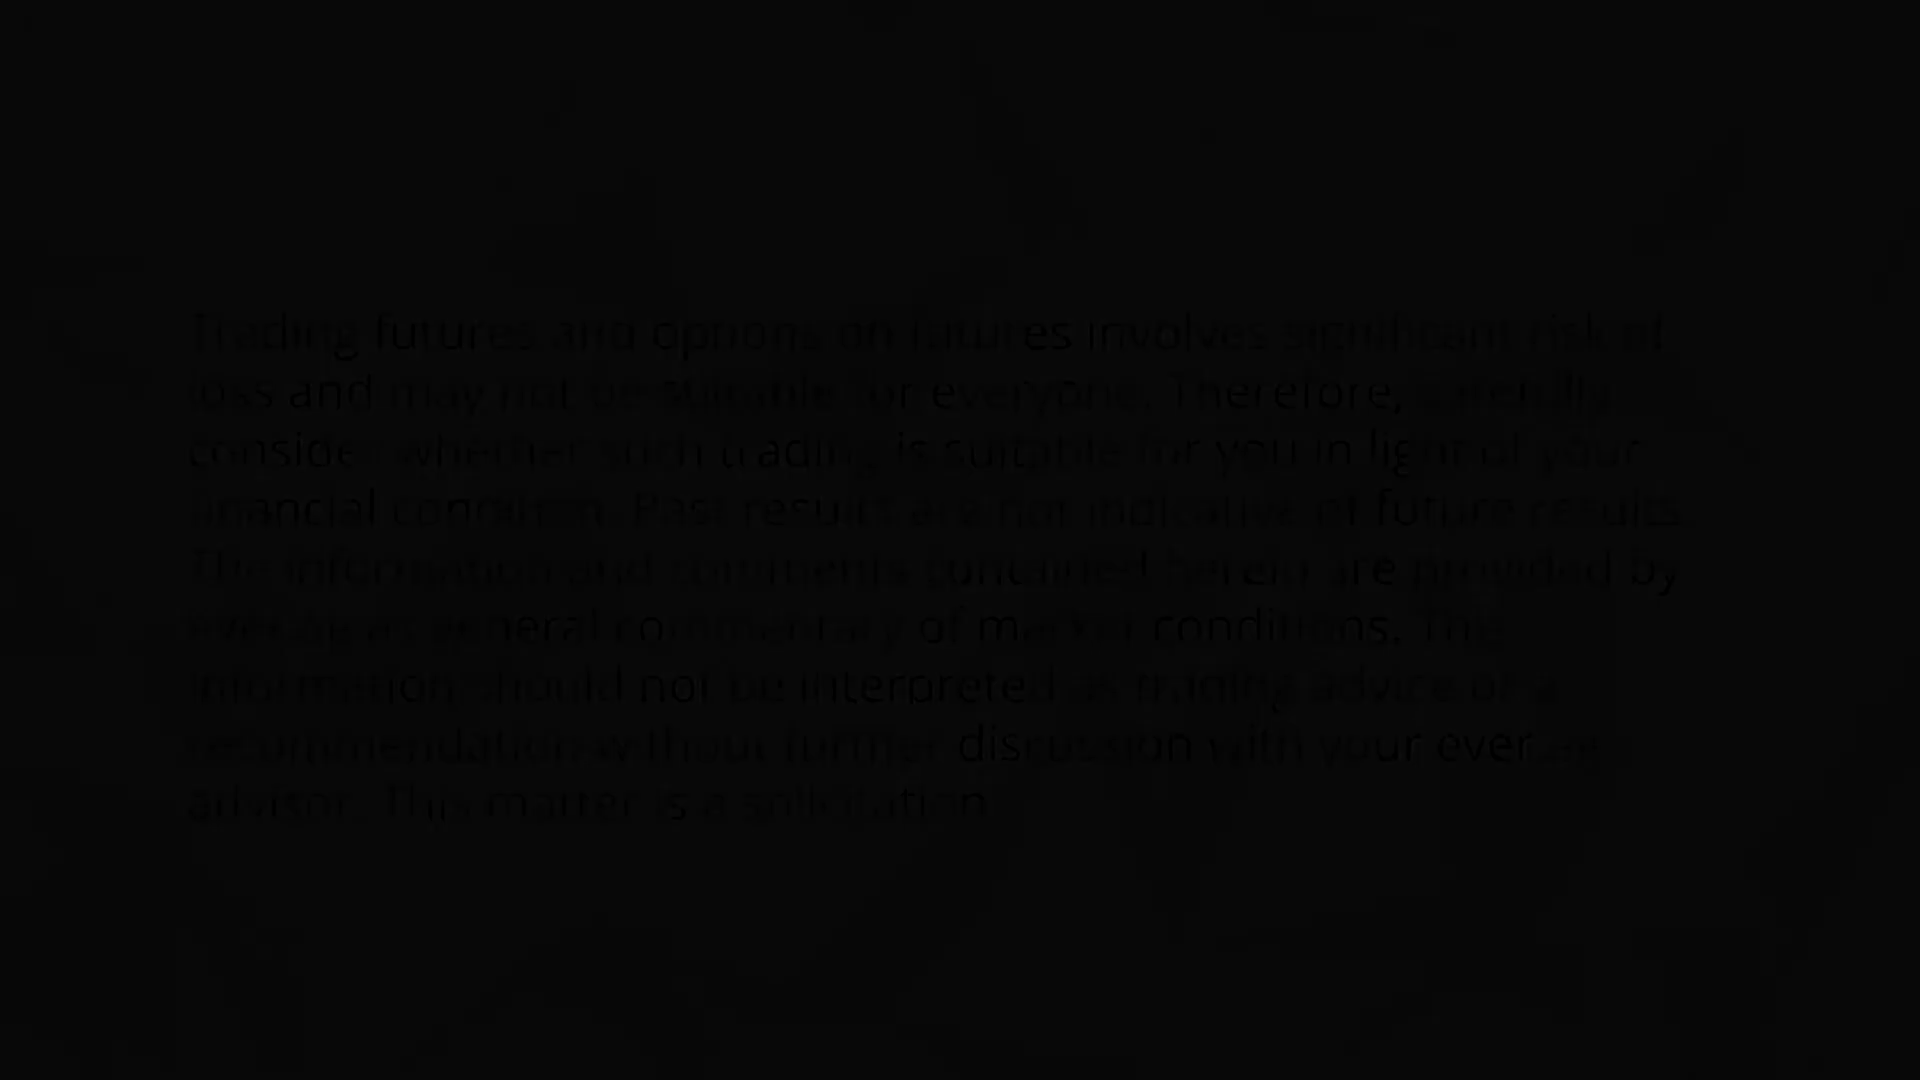 Trading futures and options on futures involves significant risk of
loss and may not be suitable for everyone. Therefore, carefully
consider whether such trading is suitable for you in light of your
financial condition. Past results are not indicative of future results.
The information and comments contained herein are provided by
as general commentary of market conditions. This
information should not be interpreted as trading advice or a
recommendation without further discussion with your
advisor. This matter is a solicitation